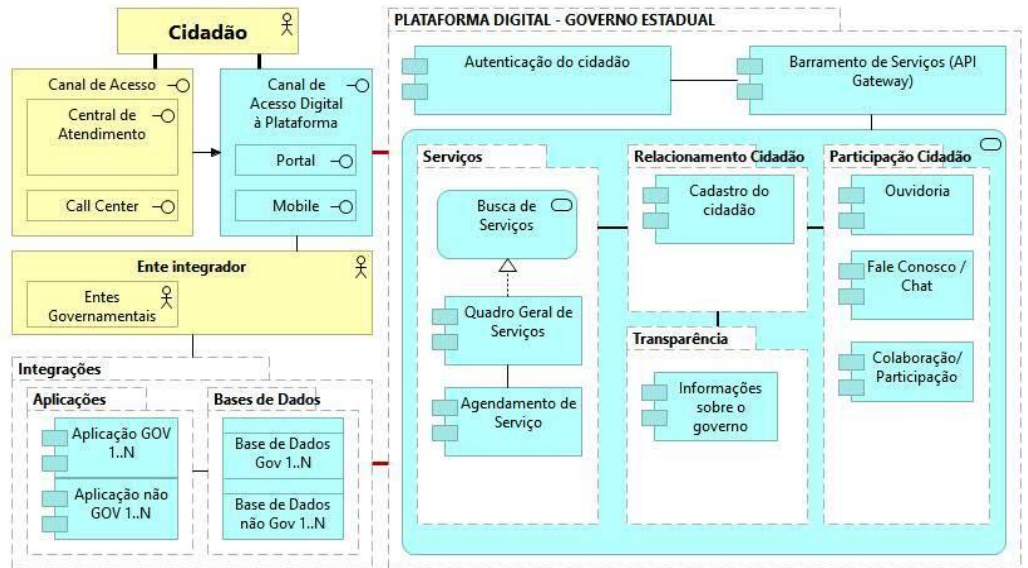 Cidadão
Canal de Acesso
Central de
Atendimento
Call Center
Canal de
Acesso Digital
à Plataforma
Portal
Mobile
Ente integrador
Entes
Governamentais
Integrações
Aplicações
Aplicação GOV
1..N
Aplicação não
GOV 1..N
Bases de Dados
Base de Dados
Gov 1..N
Base de Dados
não Gov 1..N
PLATAFORMA DIGITAL - GOVERNO ESTADUAL
Autenticação do cidadão
Barramento de Serviços (API
Gateway)
Serviços
Busca de
Serviços
Quadro Geral de
Serviços
Agendamento de
Serviço
Relacionamento Cidadão
Cadastro do
cidadão
Transparência
Informações
sobre o
governo
Participação Cidadão
Ouvidoria
Fale Conosco /
Chat
Colaboração/
Participação